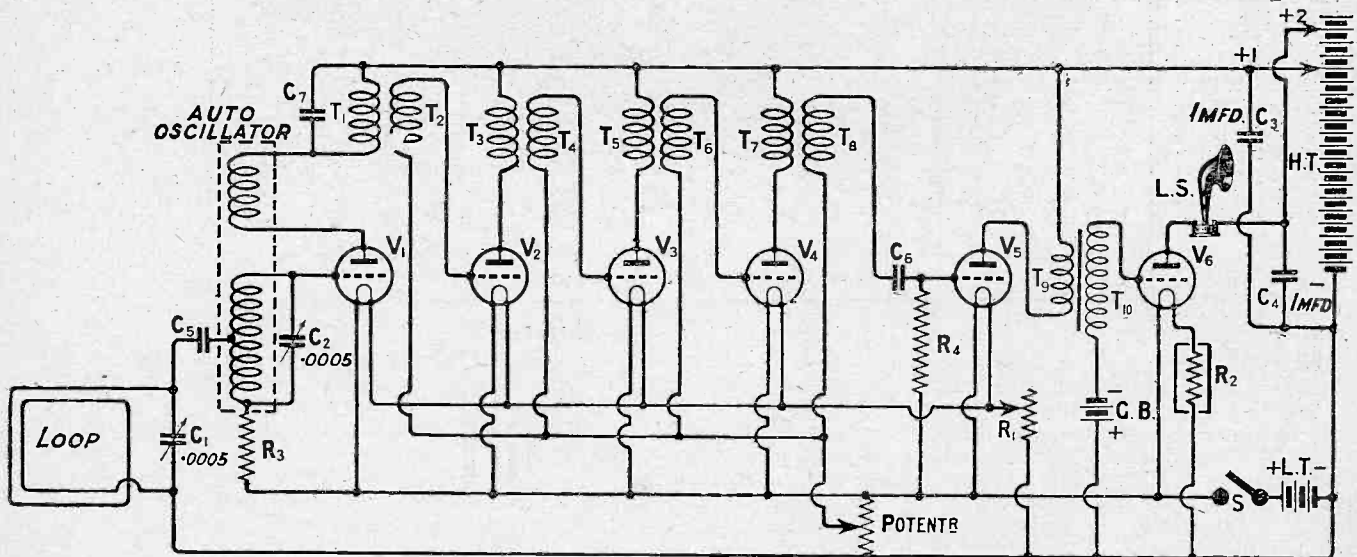 +2
+1
C7
T1
T2
AUTO
OSCILLATOR
T3
T4
T5
T6
T7
T8
1MFD. C3
H.T.
L.S.
V1
V2
V3
V4
C6
V5
T9
T10
V6
C4
-
1MFD
C5
C2
.0005
R4
R2
LOOP
C1
.0005
R3
R1
-
G.B.
+
POTENTR
S
+L.T.-